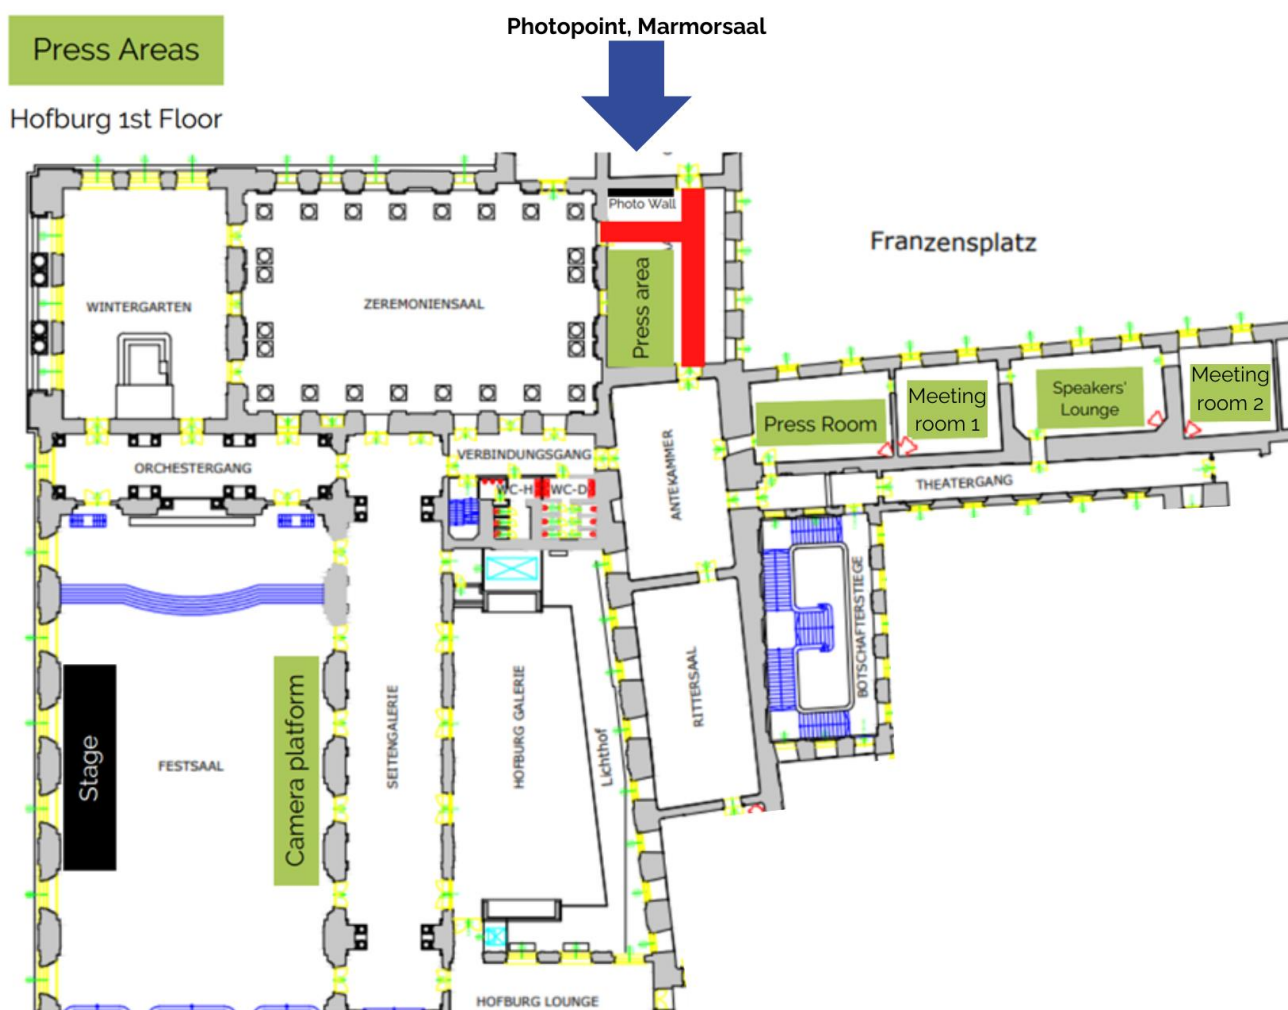 Photopoint, Marmorsaal
Press Areas
Hofburg 1st Floor
Photo Wall
Press area
Franzensplatz
WINTERGARTEN
ZEREMONIENSAAL
Press Room
Meeting
room 1
Speakers'
Lounge
Meeting
room 2
ORCHESTERGANG
VERBINDUNGSGANG
WC-H
WC-D
ANTEKAMMER
THEATERGANG
BOTSCHAFTERSTIEGE
Stage
FESTSAAL
Camera platform
SEITENGALERIE
HOFBURG GALERIE
Lichthof
RITTERSAAL
HOFBURG LOUNGE